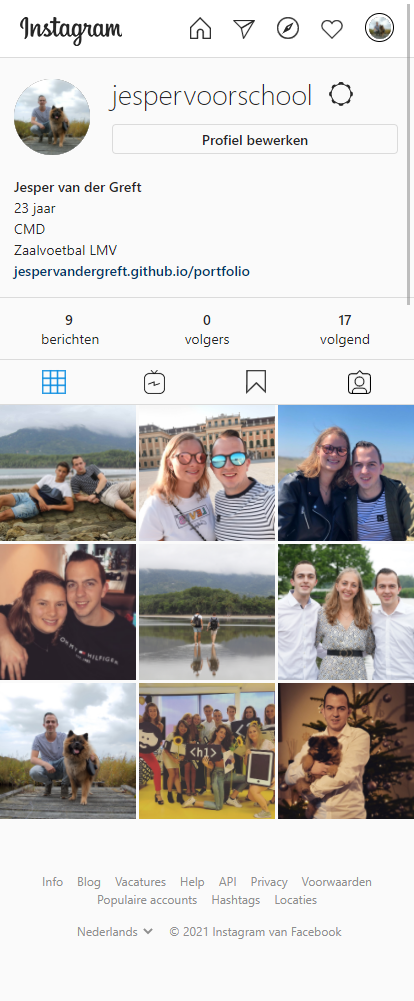 Instagram
jespervoorschool
Profiel bewerken
Jesper van der Greft
23 jaar
CMD
Zaalvoetbal LMV
jespervandergreft.github.io/portfolio
9 0 17
berichten volgers volgend
<h1>
Info Blog Vacatures Help API Privacy Voorwaarden
Populaire accounts Hashtags Locaties
Nederlands © 2021 Instagram van Facebook